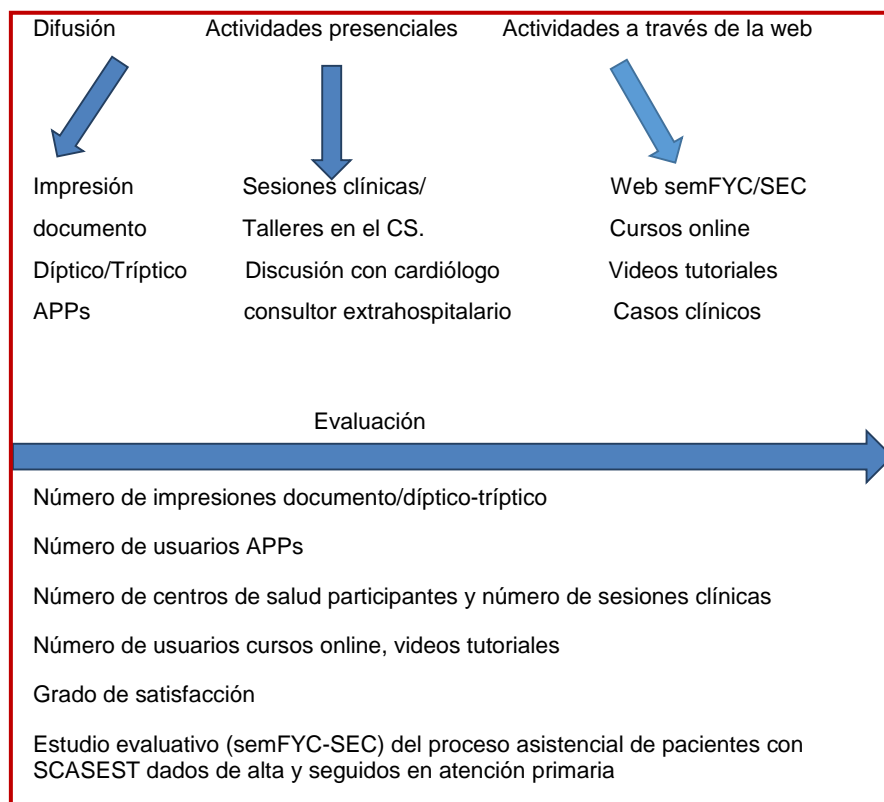 Difusión
Actividades presenciales
Actividades a través de la web
Impresión
documento
Díptico/Tríptico
APPs
Sesiones clínicas/
Talleres en el CS.
Discusión con cardiólogo
consultor extrahospitalario
Web semFYC/SEC
Cursos online
Videos tutoriales
Casos clínicos
Evaluación
Número de impresiones documento/díptico-tríptico
Número de usuarios APPs
Número de centros de salud participantes y número de sesiones clínicas
Número de usuarios cursos online, videos tutoriales
Grado de satisfacción
Estudio evaluativo (semFYC-SEC) del proceso asistencial de pacientes con
SCASEST dados de alta y seguidos en atención primaria